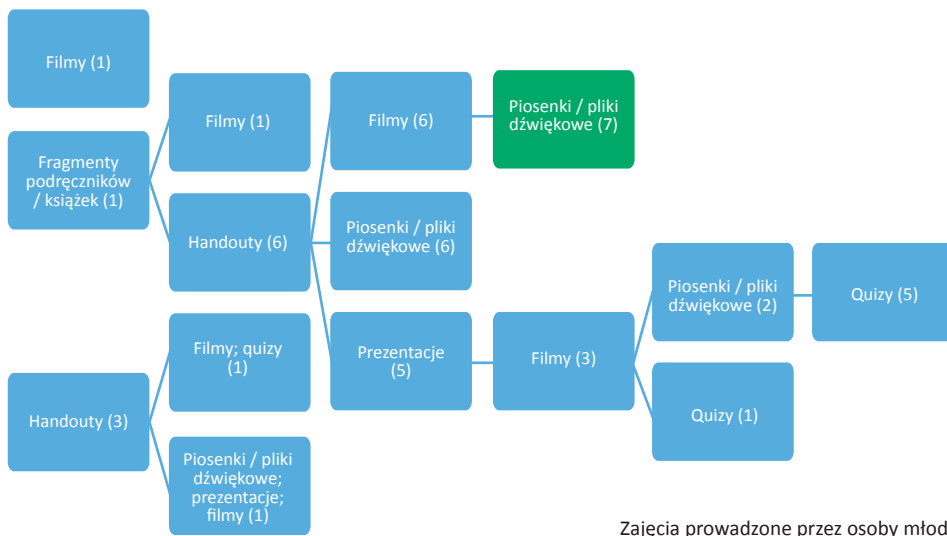 Filmy (1)
Fragmenty
podręczników
/ książek (1)
Handouty (3)
Filmy (1)
Handouty (6)
Filmy; quizy
(1)
Piosenki / pliki
dźwiękowe;
prezentacje;
filmy (1)
Filmy (6)
Piosenki / pliki
dźwiękowe (6)
Prezentacje
(5)
Piosenki / pliki
dźwiękowe (7)
Filmy (3)
Piosenki / pliki
dźwiękowe (2)
Quizy (1)
Quizy (5)
Zajęcia prowadzone przez osoby młod